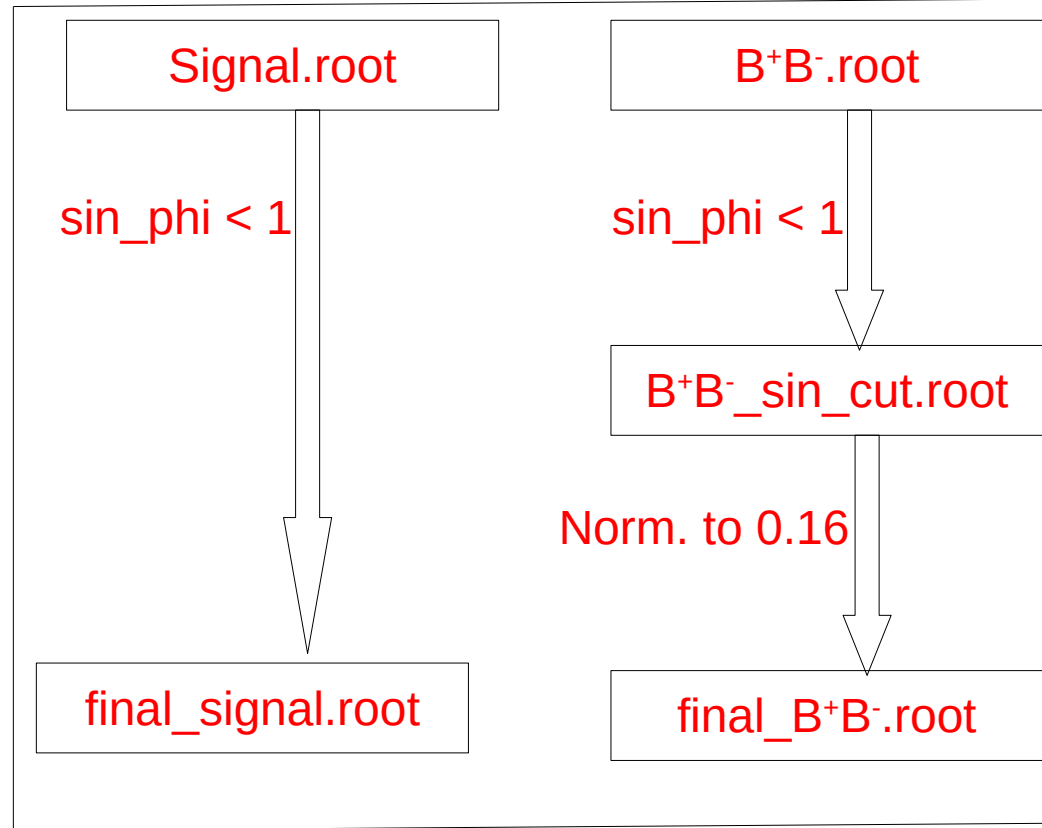 Signal.root
B⁺B⁻.root
sin_phi < 1
sin_phi < 1
B⁺B⁻_sin_cut.root
Norm. to 0.16
final_signal.root
final_B⁺B⁻.root